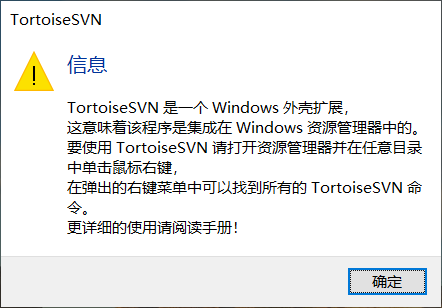 TortoiseSVN
信息
TortoiseSVN 是一个 Windows 外壳扩展，
这意味着该程序是集成在 Windows 资源管理器中的。
要使用 TortoiseSVN 请打开资源管理器并在任意目录
中单击鼠标右键，
在弹出的右键菜单中可以找到所有的 TortoiseSVN 命
令。
更详细的使用请阅读手册！
确定